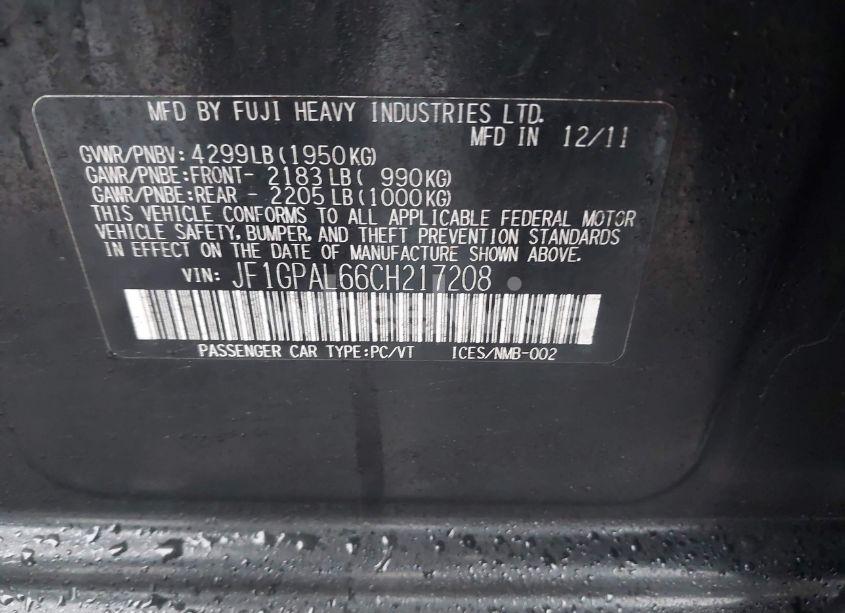 MFD BY FUJI HEAVY INDUSTRIES LTD.
MFD IN 12/11
GVWR/PNBV: 4299LB(1950KG)
GAWR/PNBE:FRONT- 2183LB( 990KG)
GAWR/PNBE:REAR - 2205LB(1000KG)
THIS VEHICLE CONFORMS TO ALL APPLICABLE FEDERAL MOTOR
VEHICLE SAFETY, BUMPER, AND THEFT PREVENTION STANDARDS
IN EFFECT ON THE DATE OF MANUFACTURE SHOWN ABOVE.
VIN: JF1GPAL66CH217208
PASSENGER CAR TYPE:PC/VT ICES/NMB-002